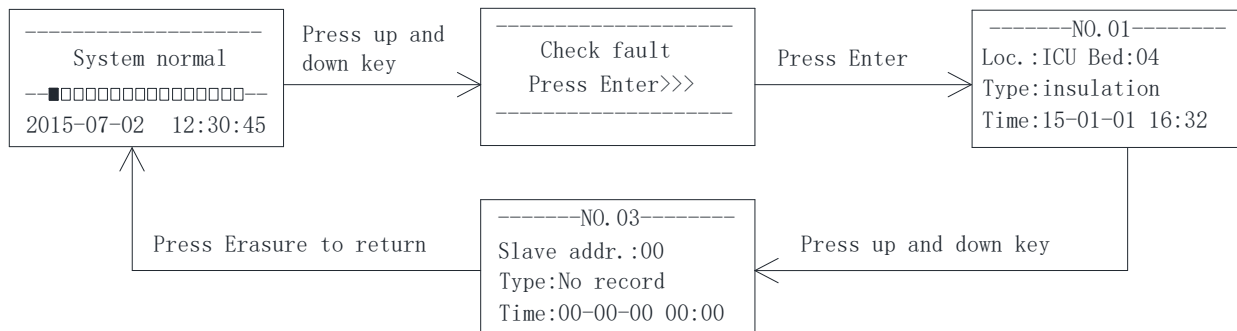 --------------------
System normal
--■□□□□□□□□□□□□□□□--
2015-07-02 12:30:45
Press up and
down key
--------------------
Check fault
Press Enter>>>
--------------------
Press Enter
-------NO.01--------
Loc.:ICU Bed:04
Type:insulation
Time:15-01-01 16:32
Press up and down key
-------NO.03--------
Slave addr.:00
Type:No record
Time:00-00-00 00:00
Press Erasure to return